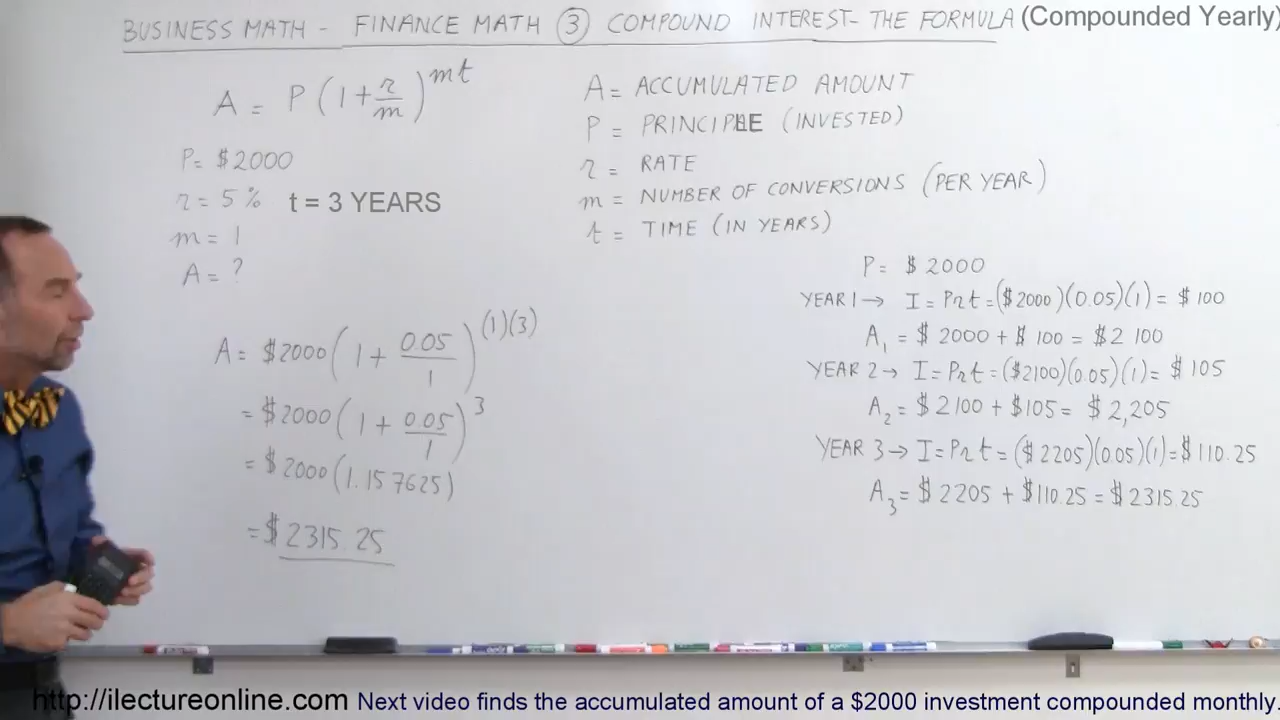 BUSINESS MATH - FINANCE MATH ③ COMPOUND INTEREST- THE FORMULA (Compounded Yearly)
A = P (1 + r/m)^mt
P = $2000
r = 5% t = 3 YEARS
m = 1
A = ?
A = $2000 (1 + 0.05/1)^(1)(3)
= $2000 (1 + 0.05/1)^3
= $2000 (1.157625)
= $2315.25
A = ACCUMULATED AMOUNT
P = PRINCIPLE (INVESTED)
r = RATE
m = NUMBER OF CONVERSIONS (PER YEAR)
t = TIME (IN YEARS)
P = $2000
YEAR 1 → I = Prt = ($2000)(0.05)(1) = $100
A₁ = $2000 + $100 = $2100
YEAR 2 → I = Prt = ($2100)(0.05)(1) = $105
A₂ = $2100 + $105 = $2,205
YEAR 3 → I = Prt = ($2205)(0.05)(1) = $110.25
A₃ = $2205 + $110.25 = $2315.25
http://ilectureonline.com Next video finds the accumulated amount of a $2000 investment compounded monthly.